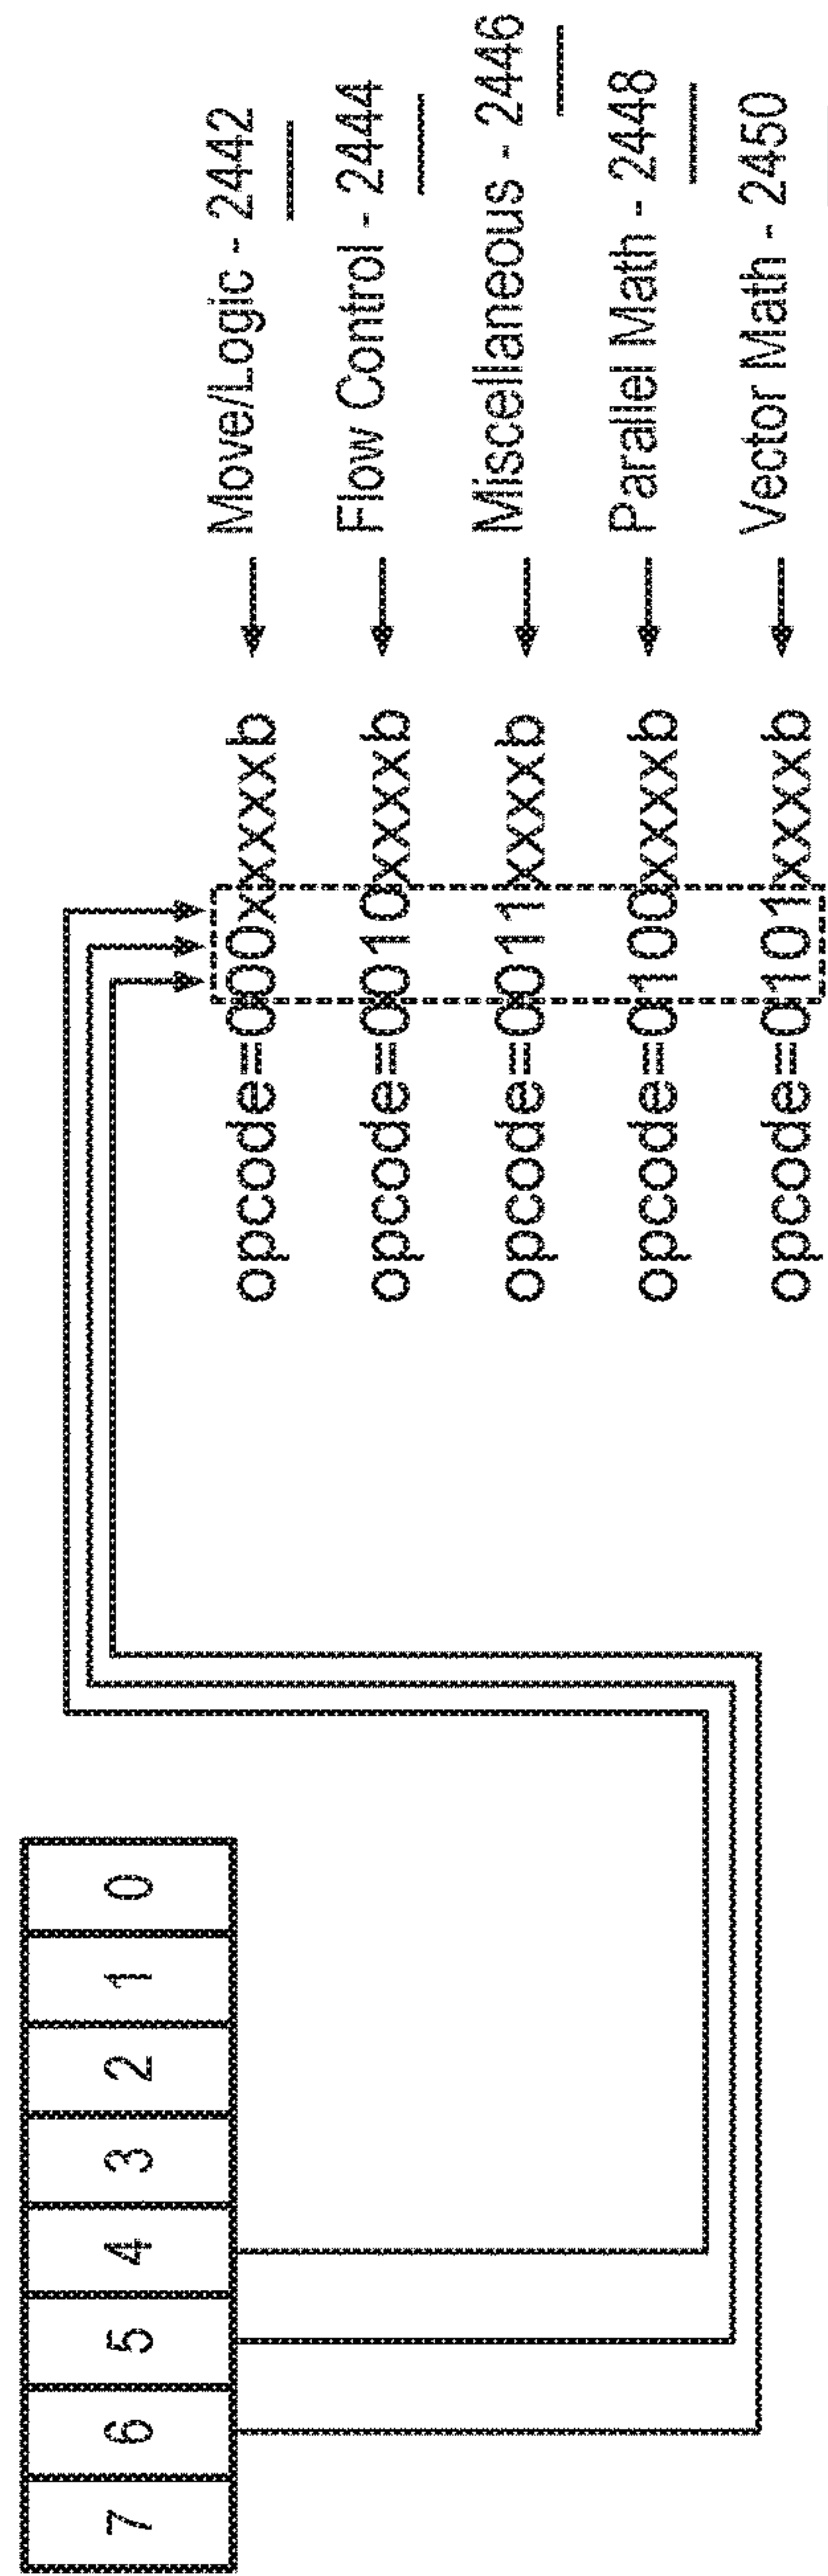 7 6 5 4 3 2 1 0
opcode=000xxxxxb ← Move/Logic - 2442
opcode=0010xxxxb ← Flow Control - 2444
opcode=0011xxxxb ← Miscellaneous - 2446
opcode=0100xxxxb ← Parallel Math - 2448
opcode=0101xxxxb ← Vector Math - 2450